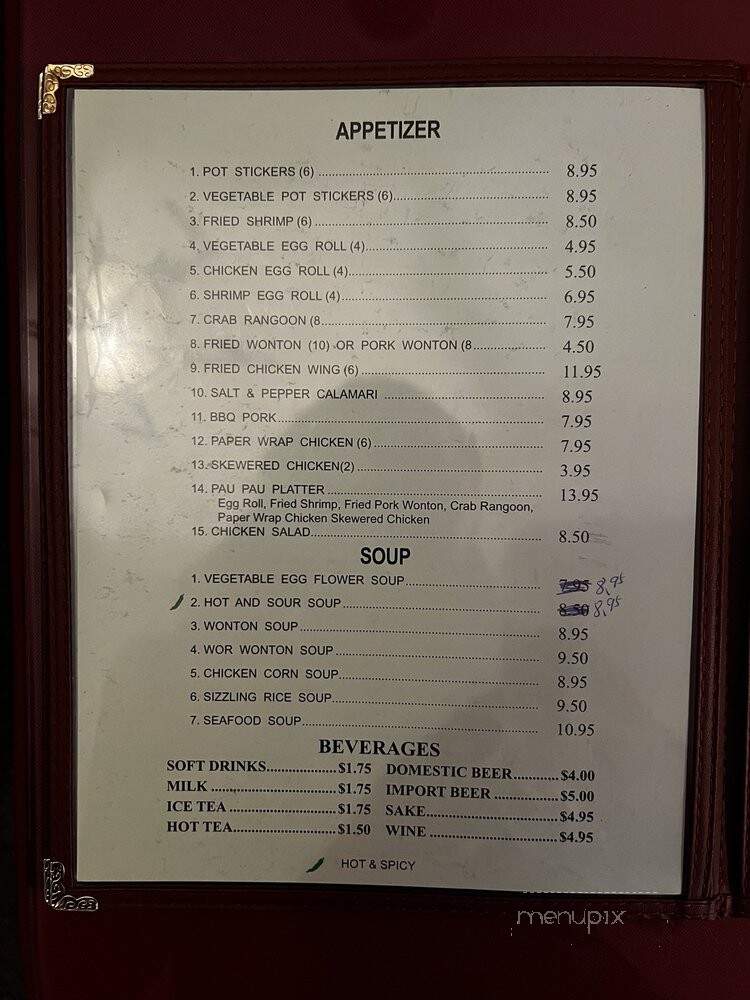 APPETIZER
1. POT STICKERS (6) 8.95
2. VEGETABLE POT STICKERS (6) 8.95
3. FRIED SHRIMP (6) 8.50
4. VEGETABLE EGG ROLL (4) 4.95
5. CHICKEN EGG ROLL (4) 5.50
6. SHRIMP EGG ROLL (4) 6.95
7. CRAB RANGOON (8 7.95
8. FRIED WONTON (10) OR PORK WONTON (8 4.50
9. FRIED CHICKEN WING (6) 11.95
10. SALT & PEPPER CALAMARI 8.95
11. BBQ PORK 7.95
12. PAPER WRAP CHICKEN (6) 7.95
13. SKEWERED CHICKEN(2) 3.95
14. PAU PAU PLATTER 13.95
Egg Roll, Fried Shrimp, Fried Pork Wonton, Crab Rangoon,
Paper Wrap Chicken Skewered Chicken
15. CHICKEN SALAD 8.50
SOUP
1. VEGETABLE EGG FLOWER SOUP 7.95 8.95
2. HOT AND SOUR SOUP 8.50 8.95
3. WONTON SOUP 8.95
4. WOR WONTON SOUP 9.50
5. CHICKEN CORN SOUP 8.95
6. SIZZLING RICE SOUP 9.50
7. SEAFOOD SOUP 10.95
BEVERAGES
SOFT DRINKS $1.75 DOMESTIC BEER $4.00
MILK $1.75 IMPORT BEER $5.00
ICE TEA $1.75 SAKE $4.95
HOT TEA $1.50 WINE $4.95
HOT & SPICY
menupix